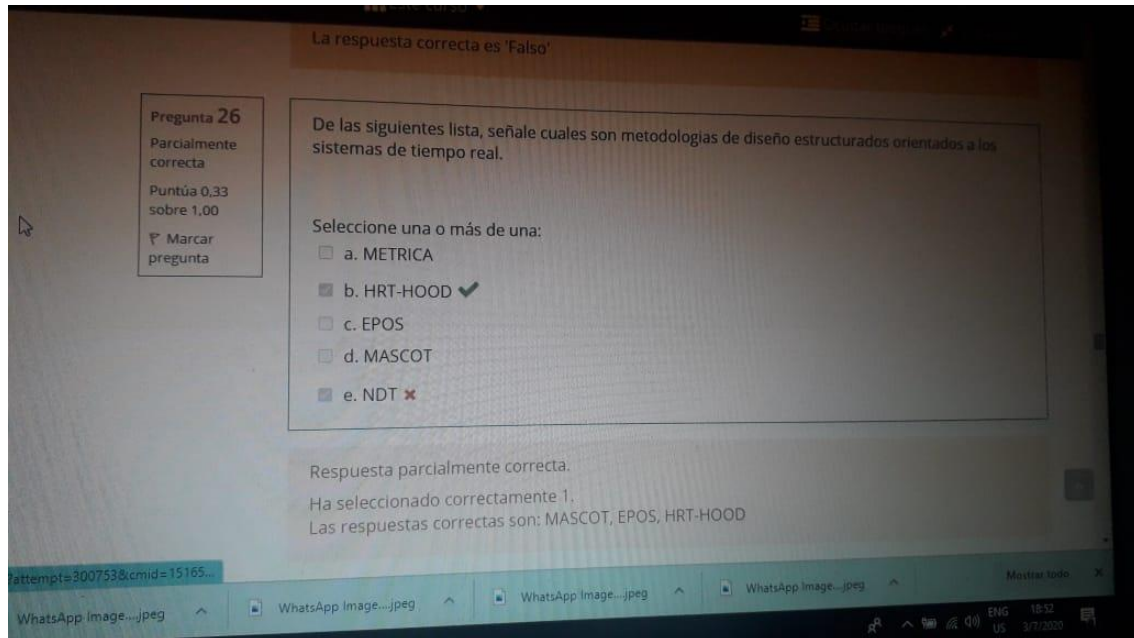 La respuesta correcta es 'Falso'
Pregunta 26
Parcialmente
correcta
Puntúa 0,33
sobre 1,00
Marcar
pregunta
De las siguientes lista, señale cuales son metodologias de diseño estructurados orientados a los
sistemas de tiempo real.
Seleccione una o más de una:
a. METRICA
b. HRT-HOOD
c. EPOS
d. MASCOT
e. NDT
Respuesta parcialmente correcta.
Ha seleccionado correctamente 1.
Las respuestas correctas son: MASCOT, EPOS, HRT-HOOD
?attempt=300753&cmid=15165...
WhatsApp Image....jpeg
WhatsApp Image....jpeg
WhatsApp Image....jpeg
WhatsApp Image....jpeg
Mostrar todo
ENG 18:52
US 3/7/2020